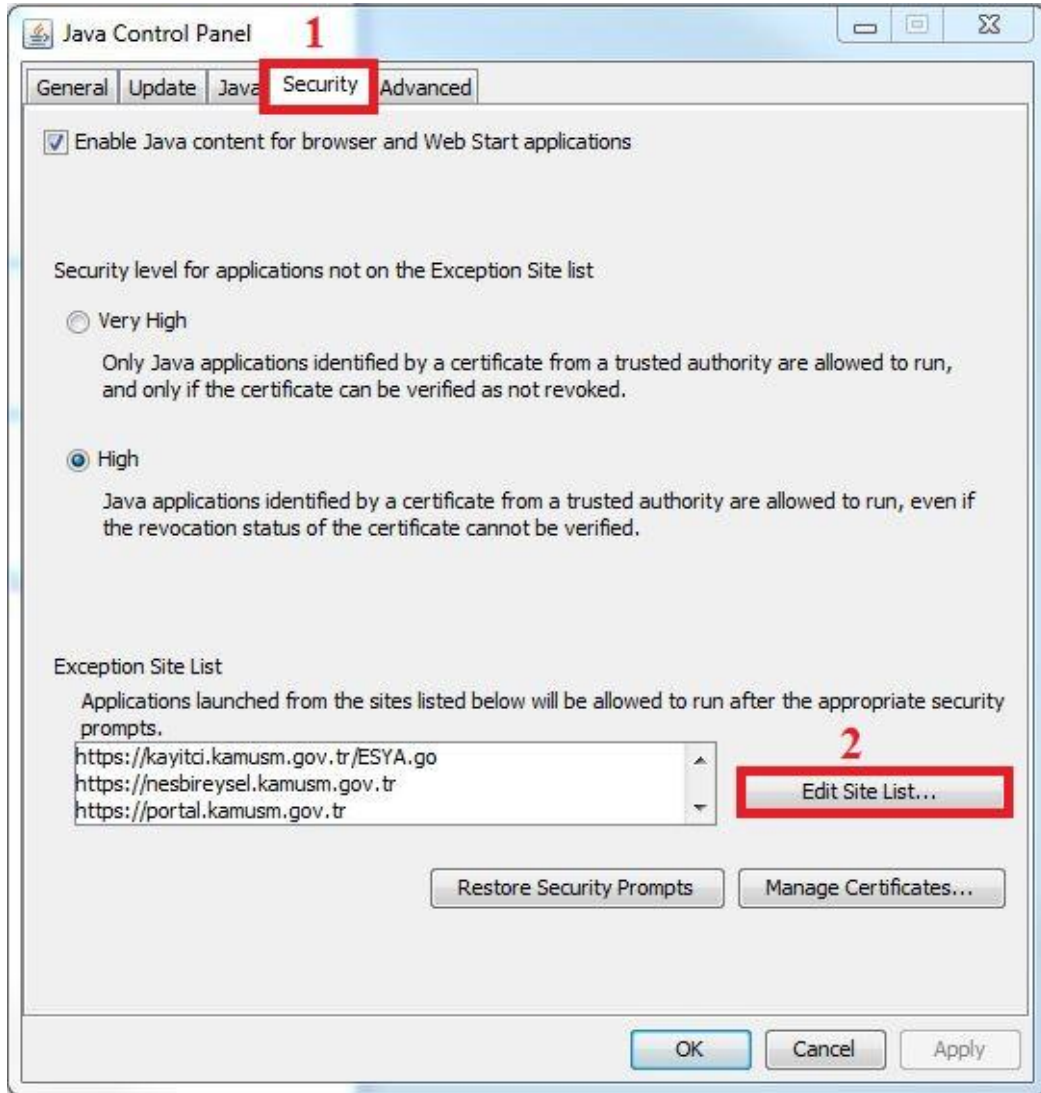 Java Control Panel
1
General Update Java Security Advanced
Enable Java content for browser and Web Start applications
Security level for applications not on the Exception Site list
Very High
Only Java applications identified by a certificate from a trusted authority are allowed to run,
and only if the certificate can be verified as not revoked.
High
Java applications identified by a certificate from a trusted authority are allowed to run, even if
the revocation status of the certificate cannot be verified.
Exception Site List
Applications launched from the sites listed below will be allowed to run after the appropriate security
prompts.
https://kayitci.kamusm.gov.tr/ESYA.go
https://nesbireysel.kamusm.gov.tr
https://portal.kamusm.gov.tr
2
Edit Site List...
Restore Security Prompts
Manage Certificates...
OK
Cancel
Apply